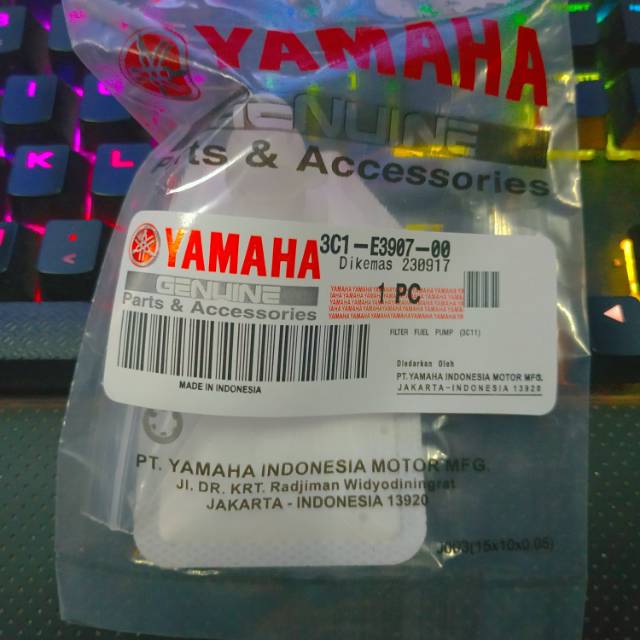 YAMAHA
GENUINE
Parts & Accessories
YAMAHA
GENUINE
Parts & Accessories
3C1-E3907-00
Dikemas 230917
1 PC
FILTER FUEL PUMP (3C11)
Diedarkan Oleh
PT.YAMAHA INDONESIA MOTOR MFG.
JAKARTA-INDONESIA 13920
MADE IN INDONESIA
PT. YAMAHA INDONESIA MOTOR MFG.
Jl. DR. KRT. Radjiman Widyodiningrat
JAKARTA - INDONESIA 13920
K
L